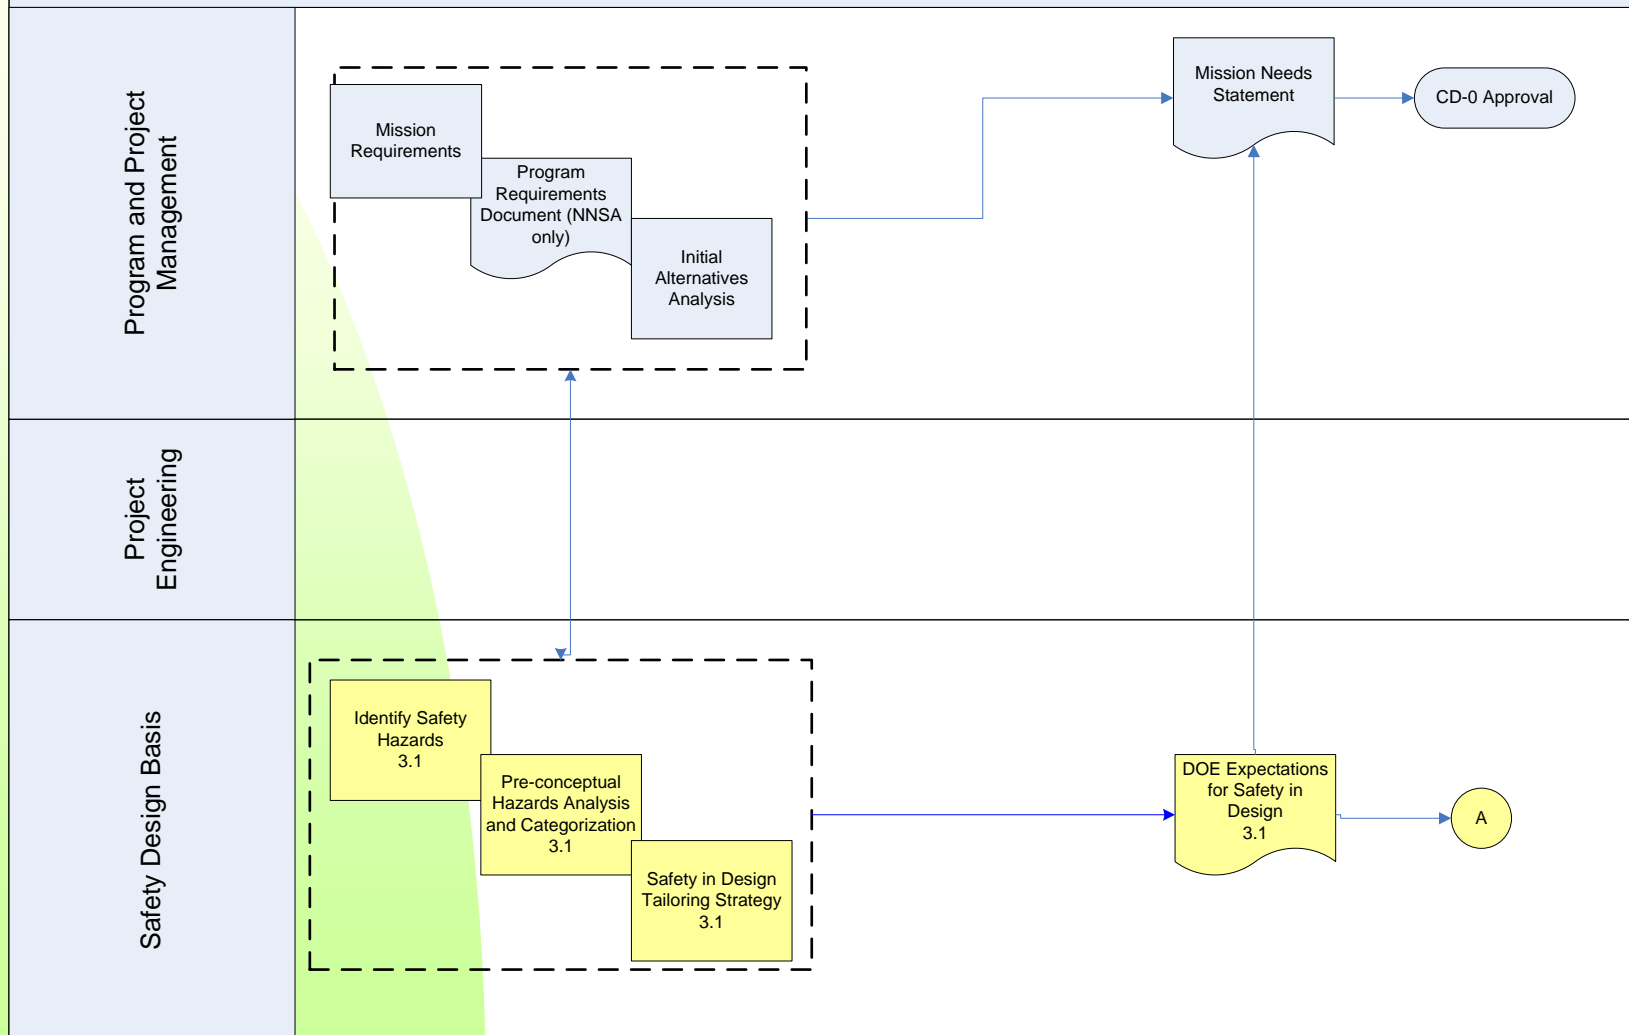 Program and Project
Management
Mission
Requirements
Program
Requirements
Document (NNSA
only)
Initial
Alternatives
Analysis
Mission Needs
Statement
CD-0 Approval
Project
Engineering
Safety Design Basis
Identify Safety
Hazards
3.1
Pre-conceptual
Hazards Analysis
and Categorization
3.1
Safety in Design
Tailoring Strategy
3.1
DOE Expectations
for Safety in
Design
3.1
A